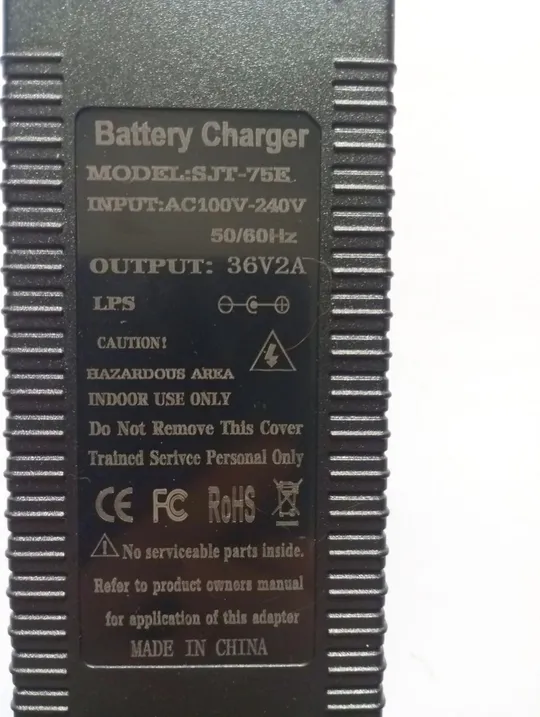 Battery Charger
MODEL:SJT-75E
INPUT:AC100V-240V
50/60Hz
OUTPUT: 36V2A
LPS
CAUTION!
HAZARDOUS AREA
INDOOR USE ONLY
Do Not Remove This Cover
Trained Serivce Personal Only
CE FC RoHS
No serviceable parts inside.
Refer to product owners manual
for application of this adapter
MADE IN CHINA